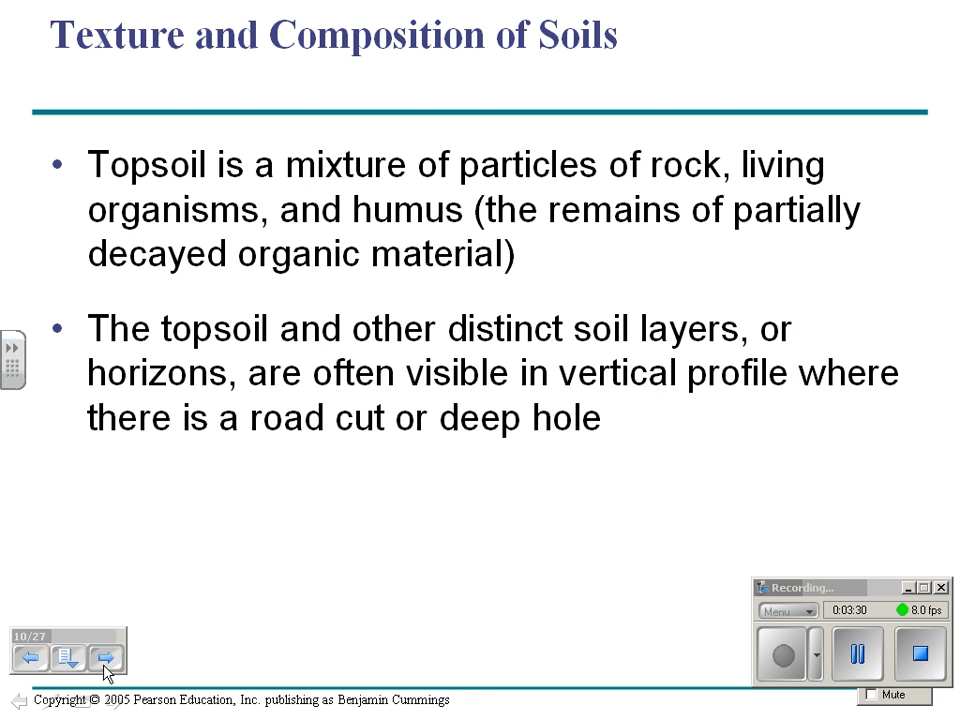 Texture and Composition of Soils
• Topsoil is a mixture of particles of rock, living
organisms, and humus (the remains of partially
decayed organic material)
• The topsoil and other distinct soil layers, or
horizons, are often visible in vertical profile where
there is a road cut or deep hole
Recording...
Menu 0:03:30 8.0 fps
10/27
Mute
Copyright © 2005 Pearson Education, Inc. publishing as Benjamin Cummings